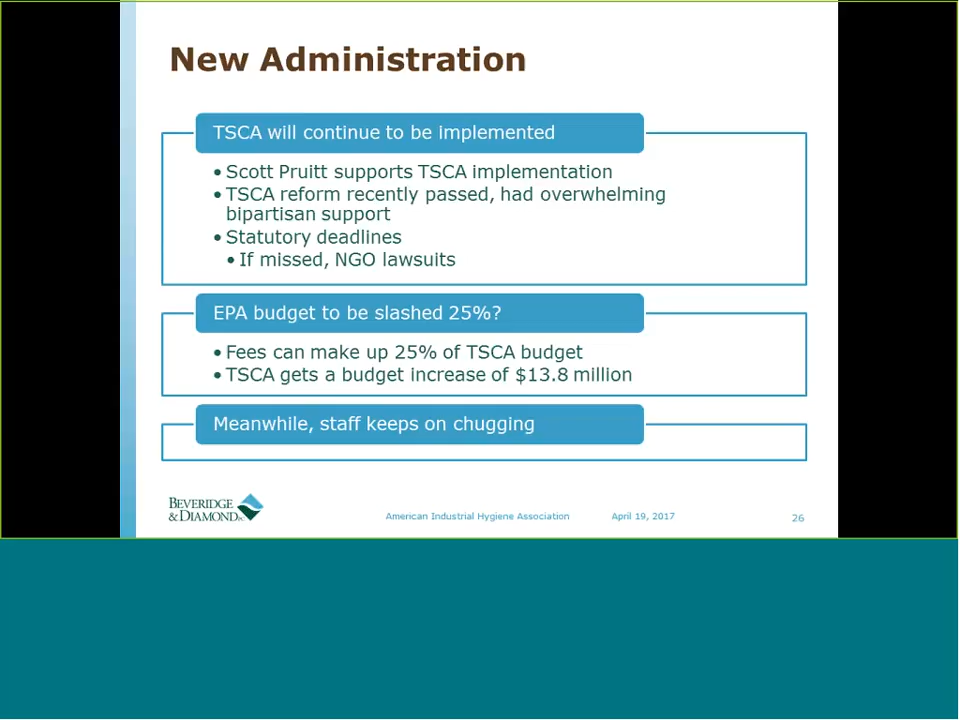 New Administration
TSCA will continue to be implemented
• Scott Pruitt supports TSCA implementation
• TSCA reform recently passed, had overwhelming
bipartisan support
• Statutory deadlines
• If missed, NGO lawsuits
EPA budget to be slashed 25%?
• Fees can make up 25% of TSCA budget
• TSCA gets a budget increase of $13.8 million
Meanwhile, staff keeps on chugging
BEVERIDGE
& DIAMOND PC
American Industrial Hygiene Association April 19, 2017 26